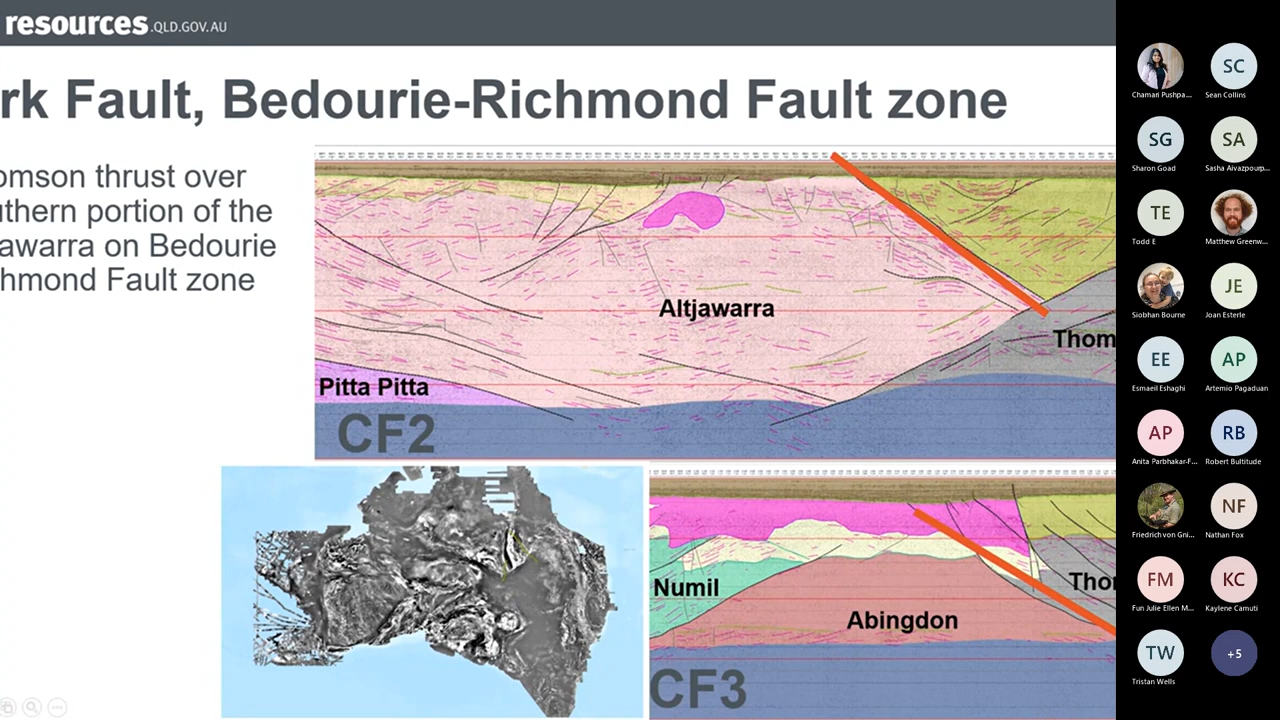 resources.QLD.GOV.AU
rk Fault, Bedourie-Richmond Fault zone
omson thrust over
uthern portion of the
awarra on Bedourie
hmond Fault zone
Altjawarra
Thom
Pitta Pitta
CF2
Numil
Abingdon
Thor
CF3
Chamari Pushpa...
SC
Sean Collins
SG
Sharon Goad
SA
Sasha Aivazpourp...
TE
Todd E
Matthew Greenw...
Siobhan Bourne
JE
Joan Esterle
EE
Esmaeil Eshaghi
AP
Artemio Pagaduan
AP
Anita Parbhakar-F...
RB
Robert Bultitude
Friedrich von Gni...
NF
Nathan Fox
FM
Fun Julie Ellen M...
KC
Kaylene Camuti
TW
Tristan Wells
+5